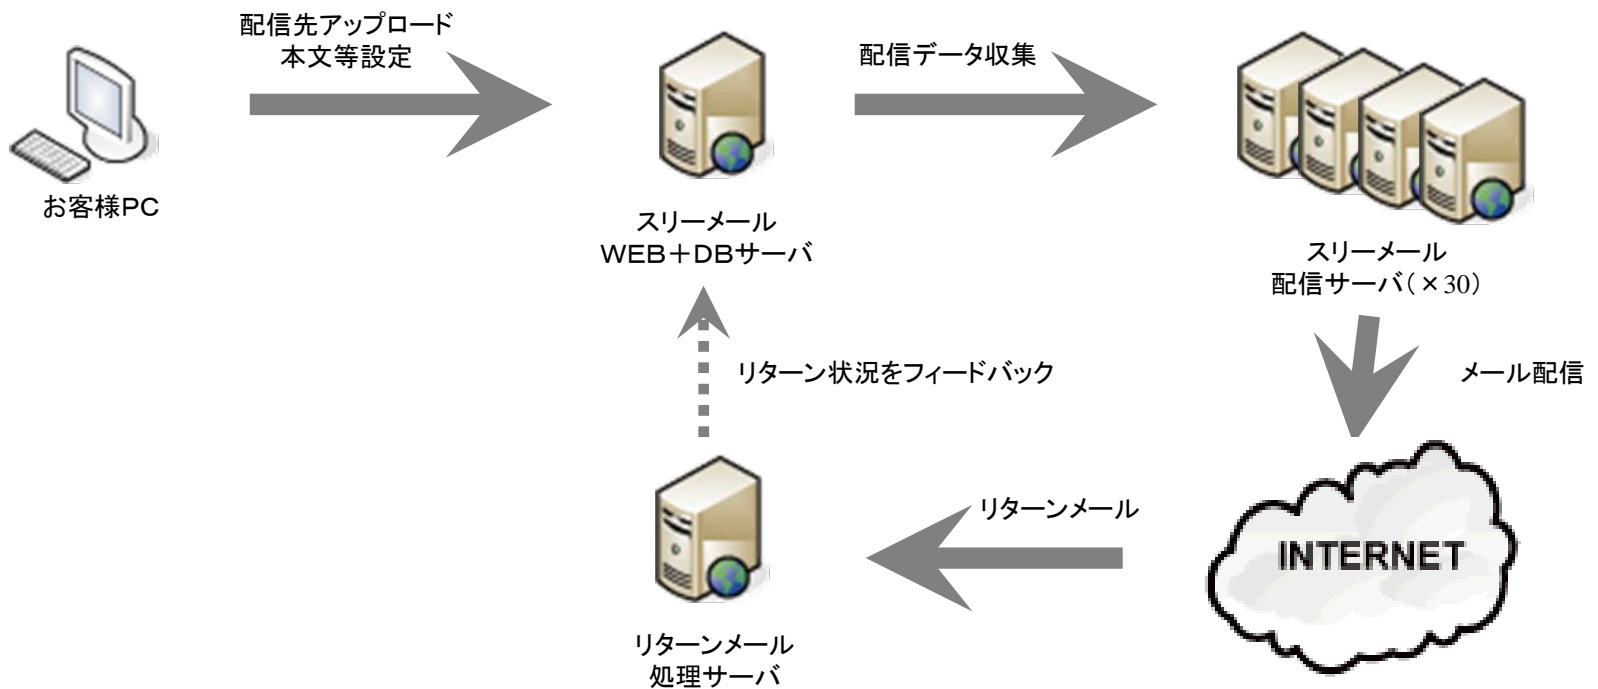 配信先アップロード
本文等設定
配信データ収集
お客様PC
スリーメール
WEB＋DBサーバ
スリーメール
配信サーバ（×30）
リターン状況をフィードバック
メール配信
リターンメール
INTERNET
リターンメール
処理サーバ